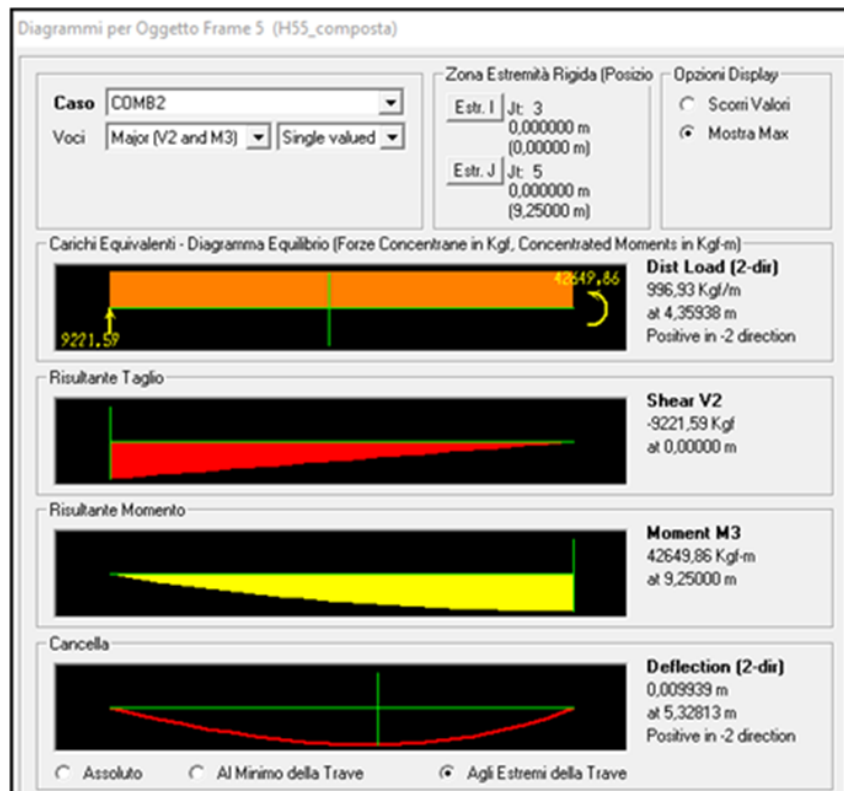 Diagrammi per Oggetto Frame 5 (H55_composta)
Caso COMB2
Voci Major (V2 and M3) Single valued
Zona Estremità Rigida (Posizio
Estr. I Jt: 3
0,000000 m
(0,00000 m)
Estr. J Jt: 5
0,000000 m
(9,25000 m)
Opzioni Display
Scorri Valori
Mostra Max
Carichi Equivalenti - Diagramma Equilibrio (Forze Concentrane in Kgf, Concentrated Moments in Kgf-m)
42649,86
9221,59
Dist Load (2-dir)
996,93 Kgf/m
at 4,35938 m
Positive in -2 direction
Risultante Taglio
Shear V2
-9221,59 Kgf
at 0,00000 m
Risultante Momento
Moment M3
42649,86 Kgf-m
at 9,25000 m
Cancella
Deflection (2-dir)
0,009939 m
at 5,32813 m
Positive in -2 direction
Assoluto Al Minimo della Trave Agli Estremi della Trave